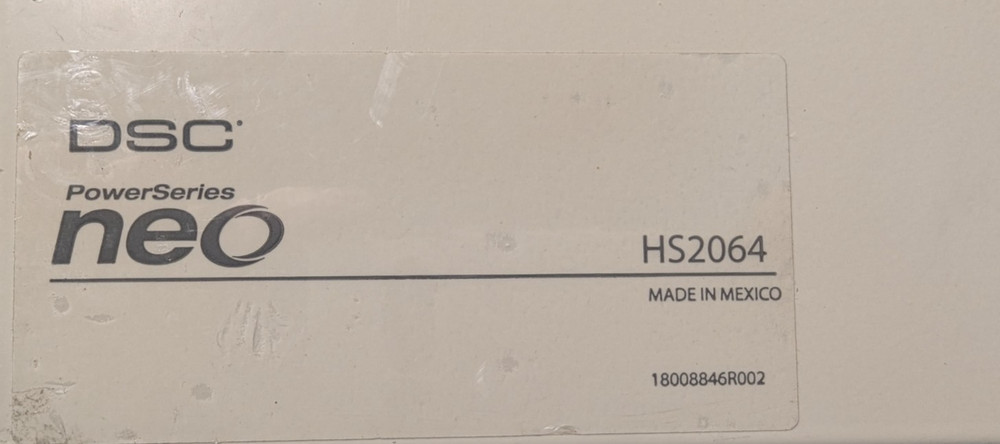 DSC
PowerSeries
neo
HS2064
MADE IN MEXICO
18008846R002